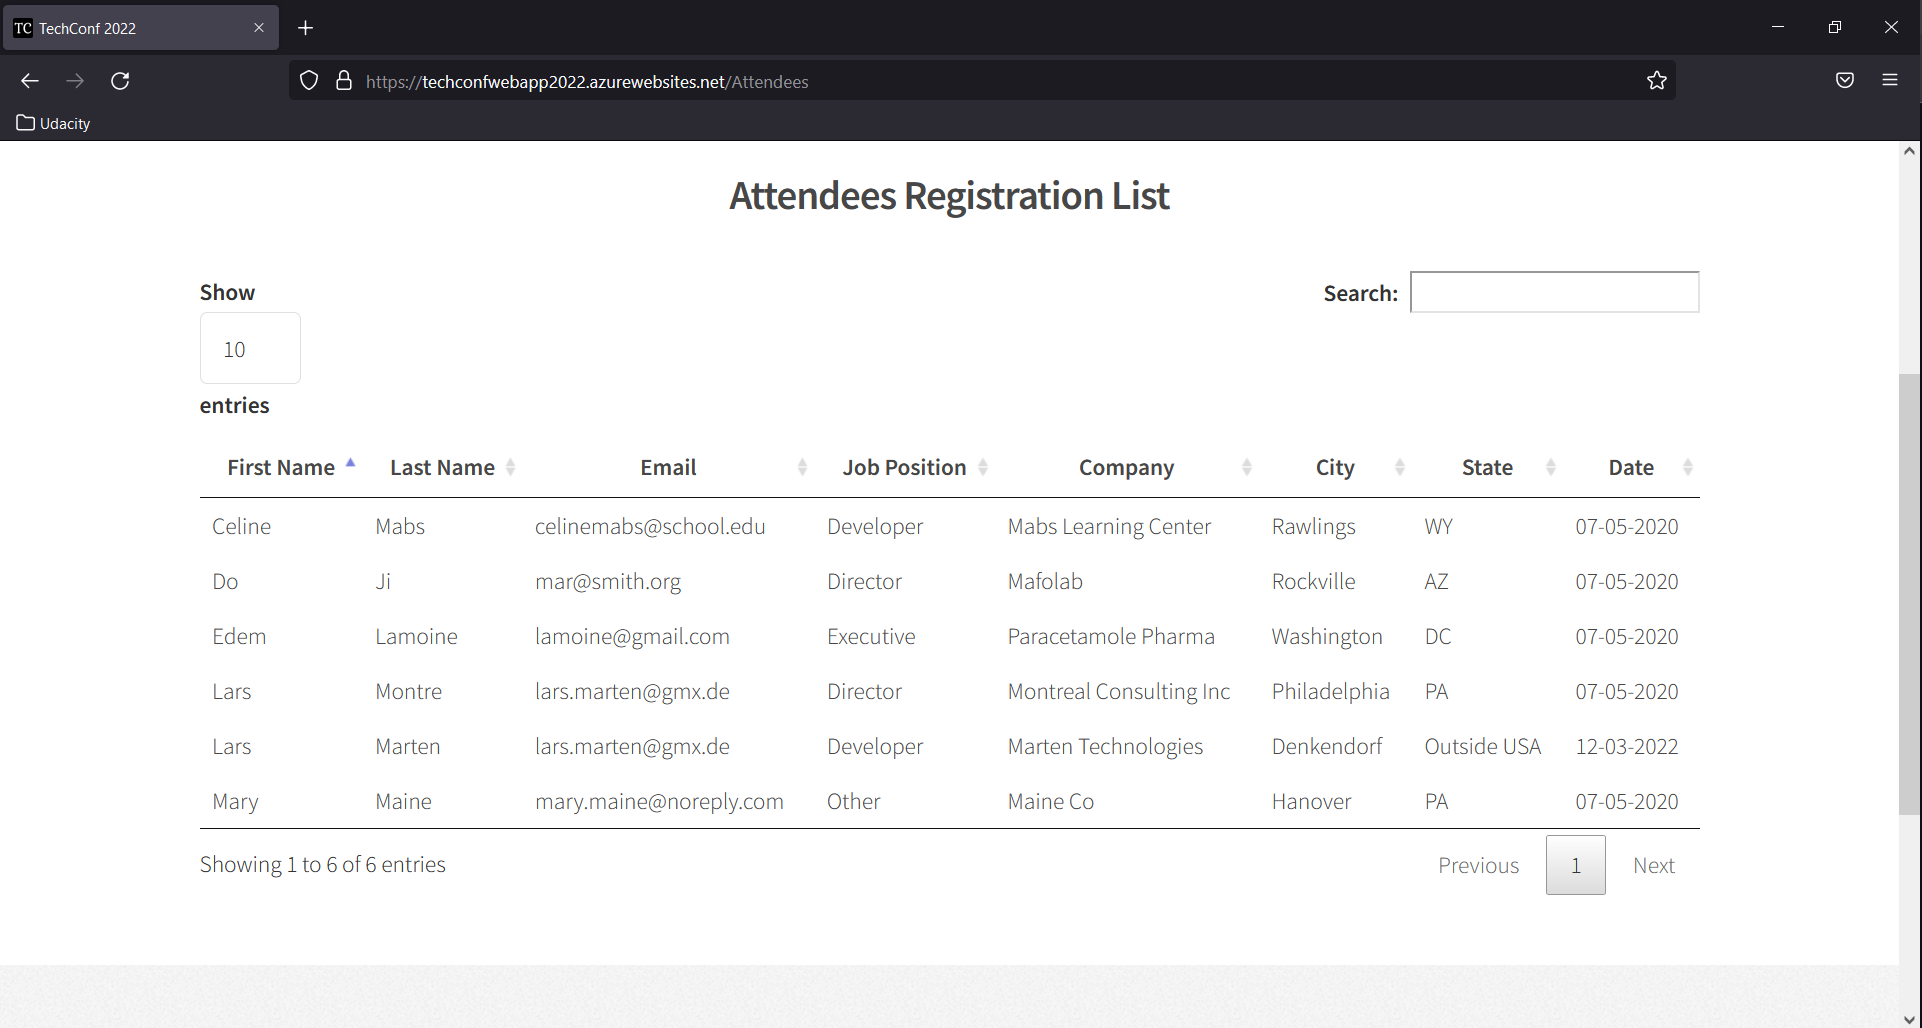 TC TechConf 2022
https://techconfwebapp2022.azurewebsites.net/Attendees
Udacity
Attendees Registration List
Show
Search:
10
entries
First Name Last Name Email Job Position Company City State Date
Celine Mabs celinemabs@school.edu Developer Mabs Learning Center Rawlings WY 07-05-2020
Do Ji mar@smith.org Director Mafolab Rockville AZ 07-05-2020
Edem Lamoine lamoine@gmail.com Executive Paracetamole Pharma Washington DC 07-05-2020
Lars Montre lars.marten@gmx.de Director Montreal Consulting Inc Philadelphia PA 07-05-2020
Lars Marten lars.marten@gmx.de Developer Marten Technologies Denkendorf Outside USA 12-03-2022
Mary Maine mary.maine@noreply.com Other Maine Co Hanover PA 07-05-2020
Showing 1 to 6 of 6 entries
Previous 1 Next